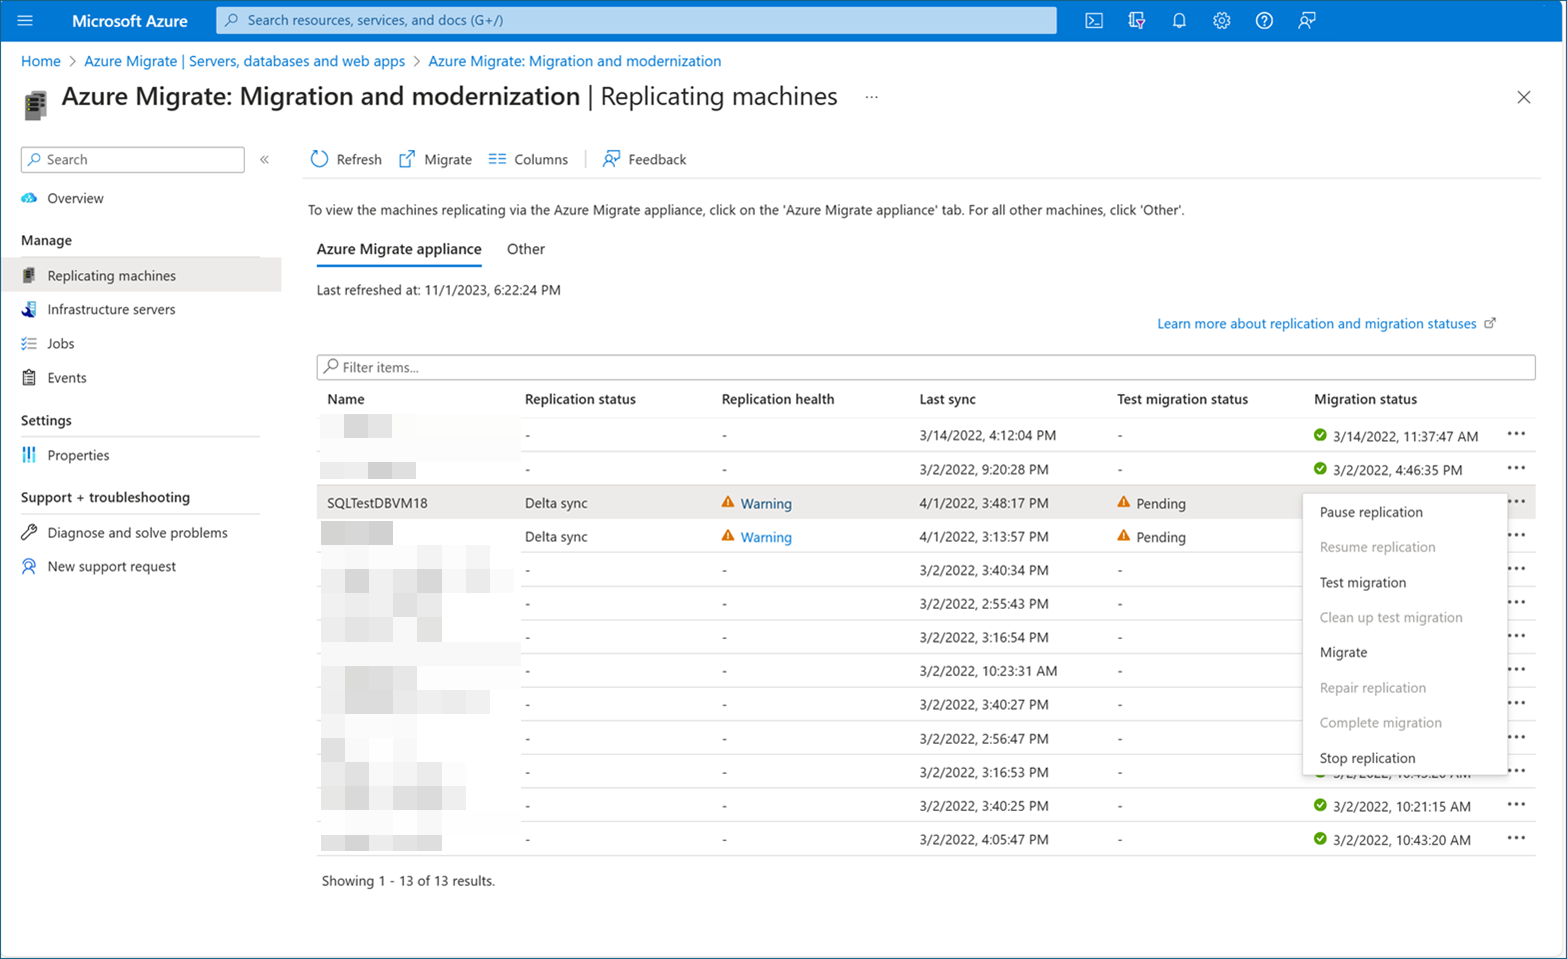 Microsoft Azure
Search resources, services, and docs (G+/)
Home > Azure Migrate | Servers, databases and web apps > Azure Migrate: Migration and modernization
Azure Migrate: Migration and modernization | Replicating machines ...
Search «
Overview
Manage
Replicating machines
Infrastructure servers
Jobs
Events
Settings
Properties
Support + troubleshooting
Diagnose and solve problems
New support request
Refresh Migrate Columns Feedback
To view the machines replicating via the Azure Migrate appliance, click on the 'Azure Migrate appliance' tab. For all other machines, click 'Other'.
Azure Migrate appliance Other
Last refreshed at: 11/1/2023, 6:22:24 PM
Learn more about replication and migration statuses
Filter items...
Name Replication status Replication health Last sync Test migration status Migration status
- - 3/14/2022, 4:12:04 PM - 3/14/2022, 11:37:47 AM
- - 3/2/2022, 9:20:28 PM - 3/2/2022, 4:46:35 PM
SQLTestDBVM18 Delta sync Warning 4/1/2022, 3:48:17 PM Pending
Delta sync Warning 4/1/2022, 3:13:57 PM Pending
- - 3/2/2022, 3:40:34 PM -
- - 3/2/2022, 2:55:43 PM -
- - 3/2/2022, 3:16:54 PM -
- - 3/2/2022, 10:23:31 AM -
- - 3/2/2022, 3:40:27 PM -
- - 3/2/2022, 2:56:47 PM -
- - 3/2/2022, 3:16:53 PM -
- - 3/2/2022, 3:40:25 PM - 3/2/2022, 10:21:15 AM
- - 3/2/2022, 4:05:47 PM - 3/2/2022, 10:43:20 AM
Pause replication
Resume replication
Test migration
Clean up test migration
Migrate
Repair replication
Complete migration
Stop replication
Showing 1 - 13 of 13 results.